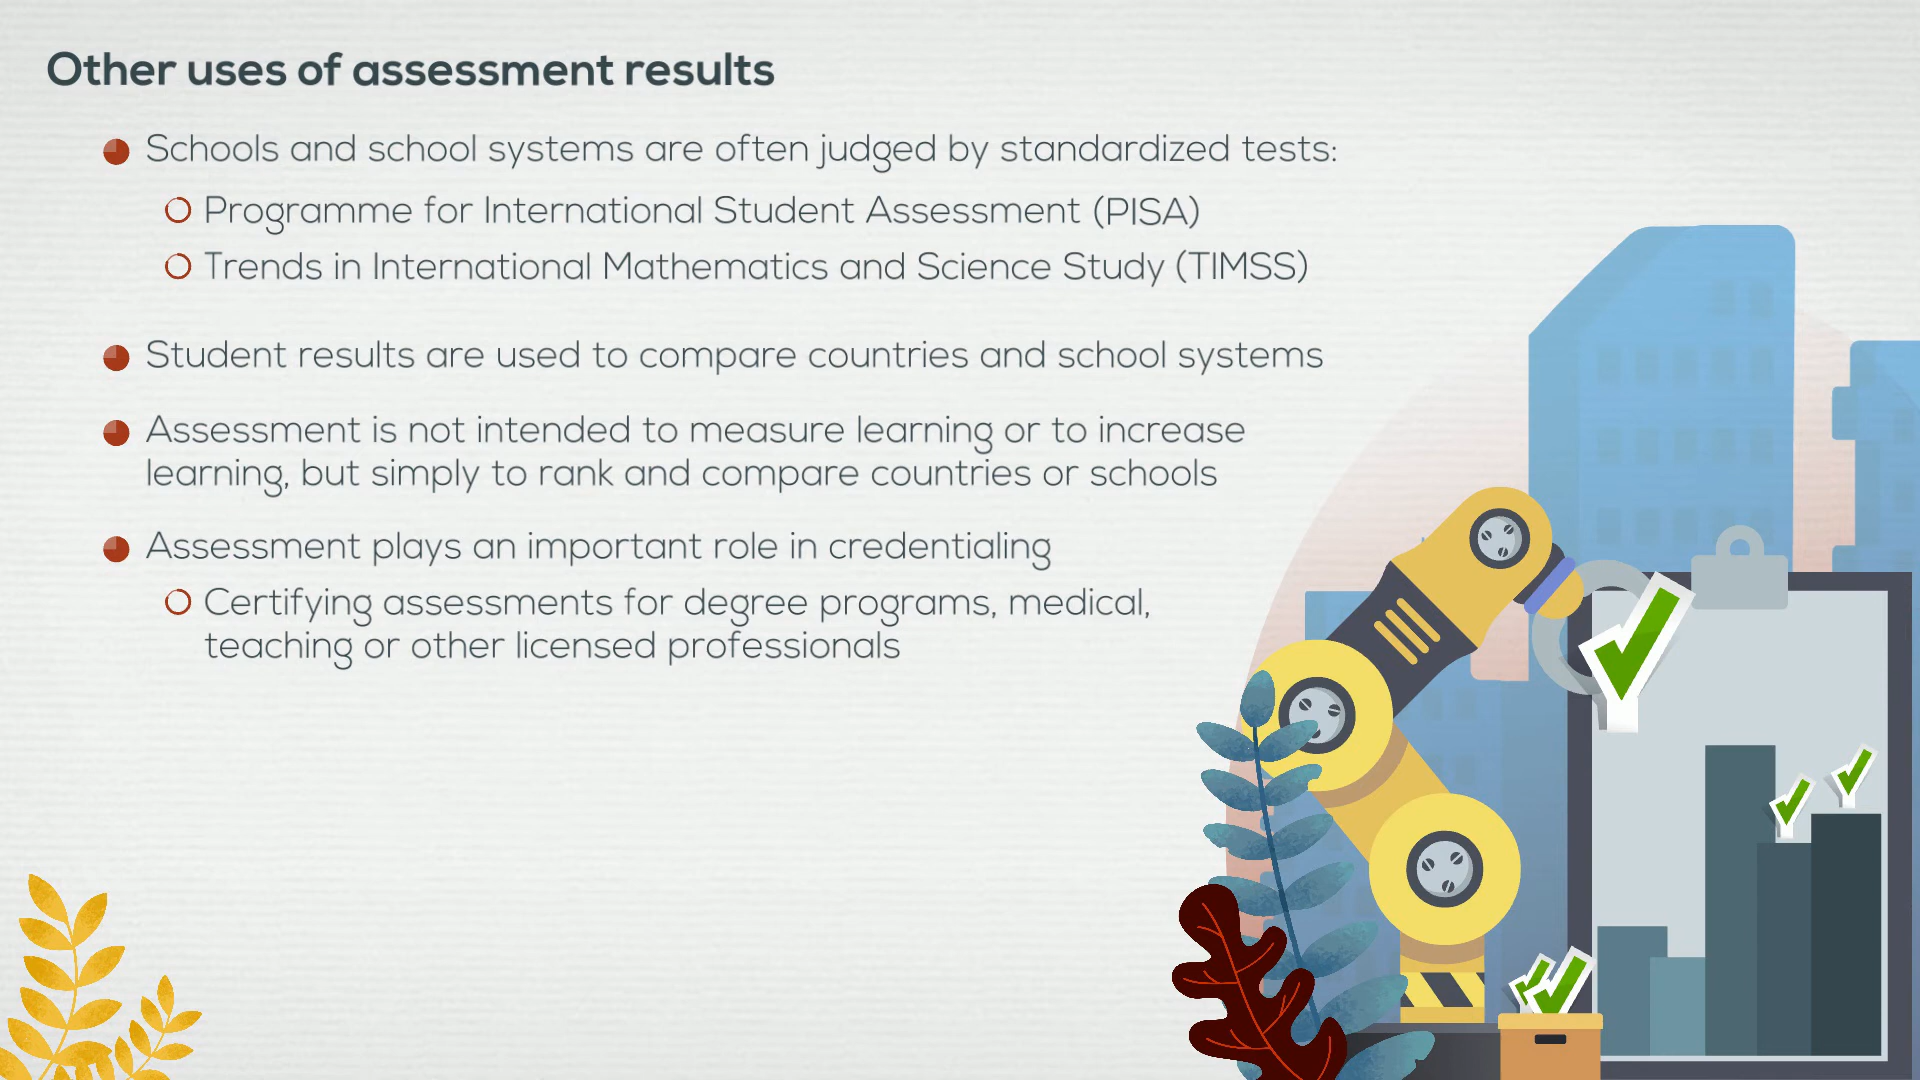 Other uses of assessment results
Schools and school systems are often judged by standardized tests:
Programme for International Student Assessment (PISA)
Trends in International Mathematics and Science Study (TIMSS)
Student results are used to compare countries and school systems
Assessment is not intended to measure learning or to increase
learning, but simply to rank and compare countries or schools
Assessment plays an important role in credentialing
Certifying assessments for degree programs, medical,
teaching or other licensed professionals